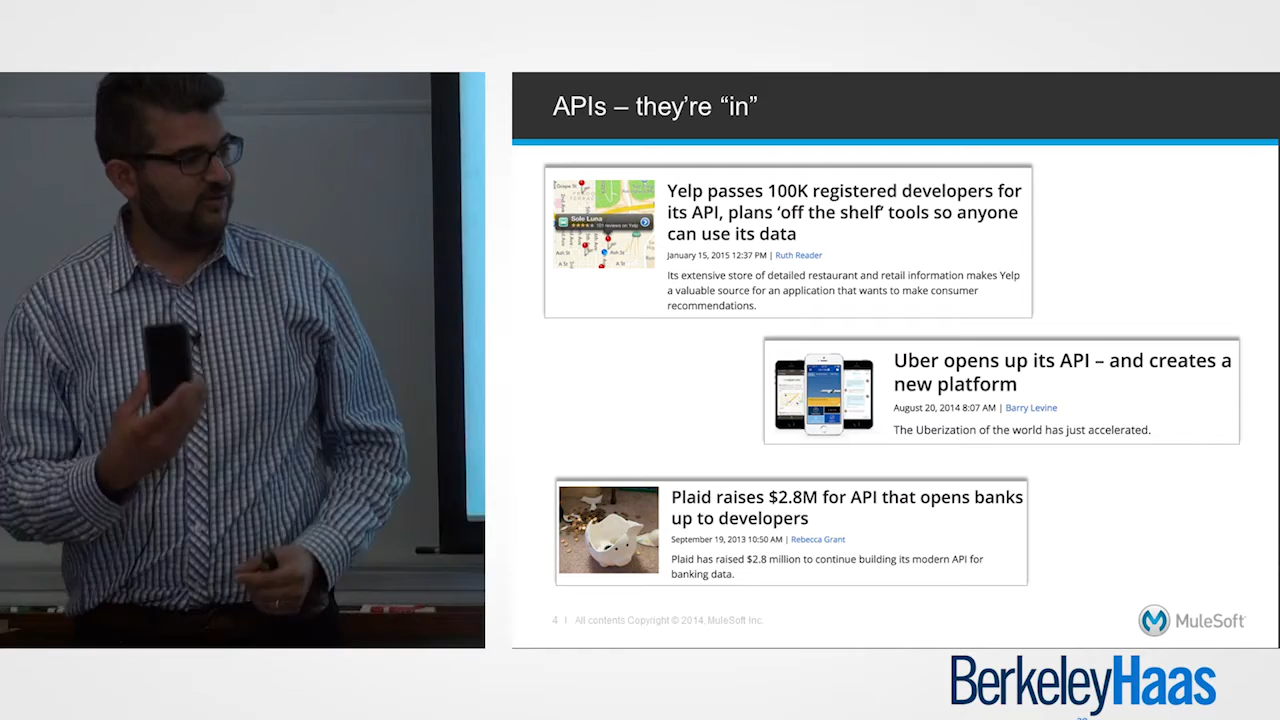 APIs – they're “in”
Yelp passes 100K registered developers for
its API, plans ‘off the shelf’ tools so anyone
can use its data
January 15, 2015 12:37 PM | Ruth Reader
Its extensive store of detailed restaurant and retail information makes Yelp
a valuable source for an application that wants to make consumer
recommendations.
Sole Luna
101 reviews on Yelp
Uber opens up its API – and creates a
new platform
August 20, 2014 8:07 AM | Barry Levine
The Uberization of the world has just accelerated.
Plaid raises $2.8M for API that opens banks
up to developers
September 19, 2013 10:50 AM | Rebecca Grant
Plaid has raised $2.8 million to continue building its modern API for
banking data.
4 | All contents Copyright © 2014, MuleSoft Inc.
MuleSoft
BerkeleyHaas